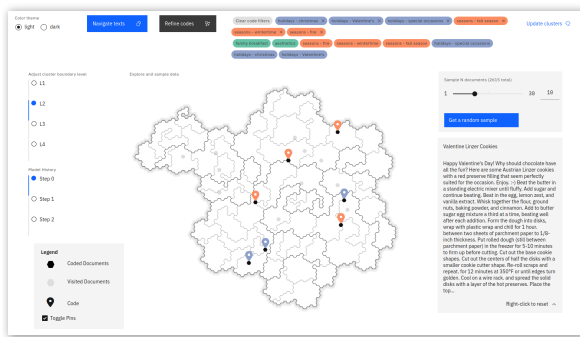 Color theme
light dark
Navigate texts
Refine codes
Clear code filters holidays - christmas × holidays - Valentine's × holidays - special occasions × seasons - fall season ×
seasons - wintertime × seasons - the ×
family breakfast aesthetics seasons - the seasons - wintertime seasons - fall season holidays - special occasions
holidays - christmas holidays - Valentine's
Update clusters
Adjust cluster boundary level
L1
L2
L3
L4
Explore and sample data
Model History
Step 0
Step 1
Step 2
Legend
Coded Documents
Visited Documents
Code
Toggle Pins
Sample N documents (2635 total)
1 30 10
Get a random sample
Valentine Linzer Cookies
Happy Valentine's Day! Why should chocolate have
all the fun? Here are some Austrian Linzer cookies
with a red preserve filling that seem perfectly
suited for the occasion. Enjoy. :-) Beat the butter in
a standing electric mixer until fluffy. Add sugar and
continue beating. Beat in the egg, lemon zest, and
vanilla extract. Whisk together the flour, ground
nuts, baking powder, and cinnamon. Add to butter
sugar egg mixture a third at a time, beating well
after each addition. Form the dough into disks,
wrap with plastic wrap and chill for 1 hour.
between two sheets of parchment paper to 1/8-
inch thickness. Put rolled dough (still between
parchment paper) in the freezer for 5-10 minutes
to firm up before cutting. Cut out the base cookie
shapes. Cut out the centers of half the disks with a
smaller cookie cutter shape. Re-roll scraps and
repeat. for 12 minutes at 350°F or until edges turn
golden. Cool on a wire rack. and spread the solid
disks with a layer of the hot preserves. Place the
top...
Right-click to reset